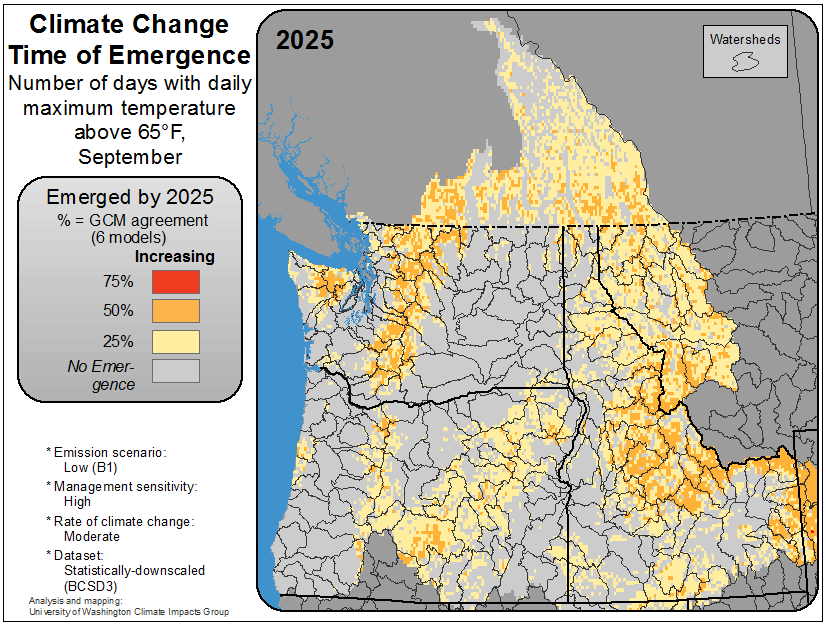 Climate Change
Time of Emergence
Number of days with daily
maximum temperature
above 65°F,
September
Emerged by 2025
% = GCM agreement
(6 models)
Increasing
75%
50%
25%
No Emer-
gence
* Emission scenario:
Low (B1)
* Management sensitivity:
High
* Rate of climate change:
Moderate
* Dataset:
Statistically-downscaled
(BCSD3)
Analysis and mapping:
University of Washington Climate Impacts Group
2025
Watersheds